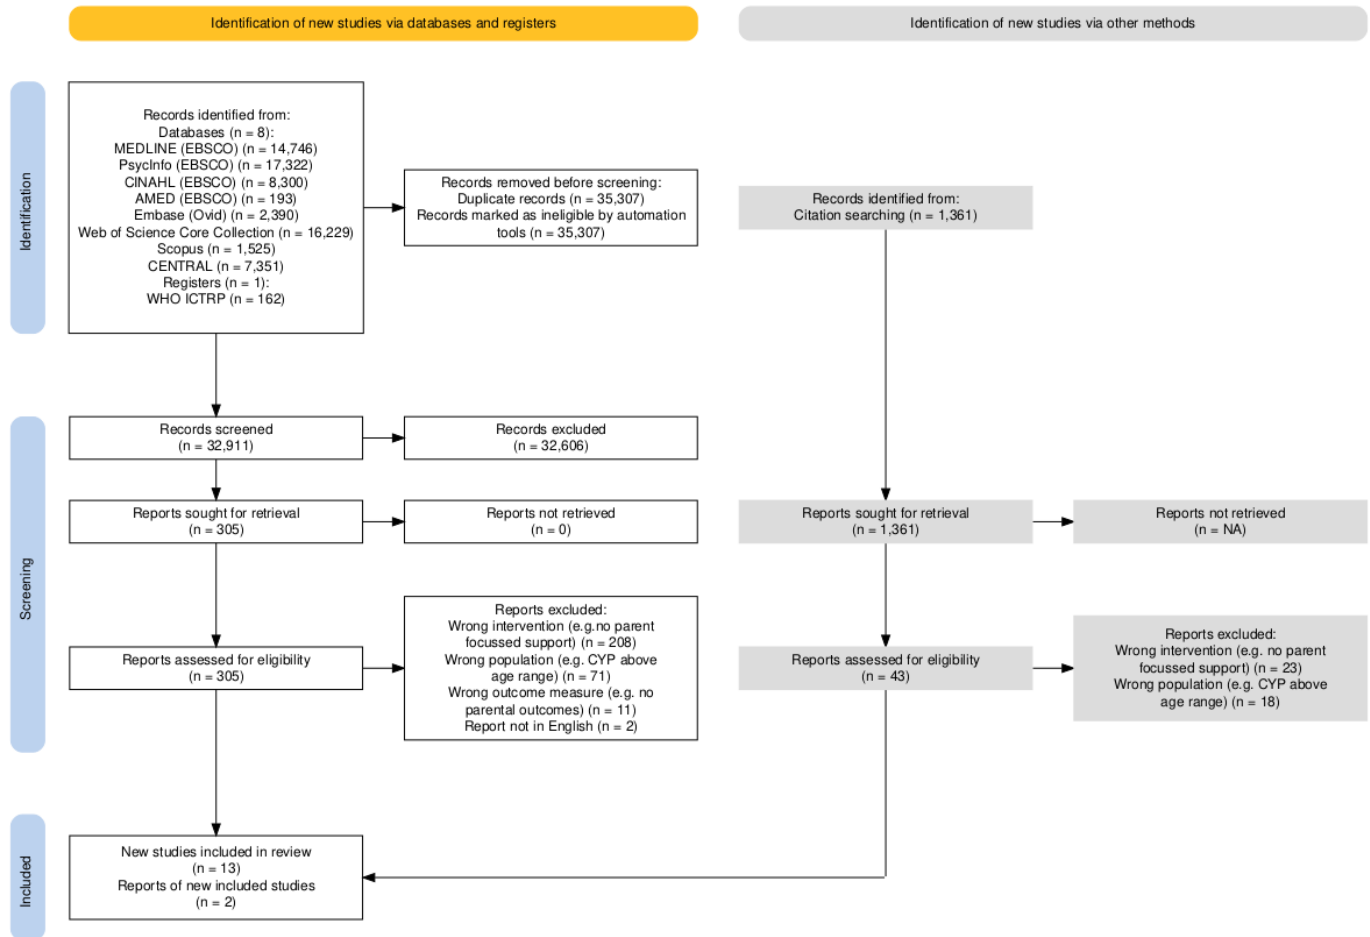 Identification of new studies via databases and registers
Identification of new studies via other methods
Identification
Records identified from:
Databases (n = 8):
MEDLINE (EBSCO) (n = 14,746)
PsycInfo (EBSCO) (n = 17,322)
CINAHL (EBSCO) (n = 8,300)
AMED (EBSCO) (n = 193)
Embase (Ovid) (n = 2,390)
Web of Science Core Collection (n = 16,229)
Scopus (n = 1,525)
CENTRAL (n = 7,351)
Registers (n = 1):
WHO ICTRP (n = 162)
Records removed before screening:
Duplicate records (n = 35,307)
Records marked as ineligible by automation
tools (n = 35,307)
Records identified from:
Citation searching (n = 1,361)
Screening
Records screened
(n = 32,911)
Records excluded
(n = 32,606)
Reports sought for retrieval
(n = 305)
Reports not retrieved
(n = 0)
Reports sought for retrieval
(n = 1,361)
Reports not retrieved
(n = NA)
Reports assessed for eligibility
(n = 305)
Reports excluded:
Wrong intervention (e.g.no parent
focussed support) (n = 208)
Wrong population (e.g. CYP above
age range) (n = 71)
Wrong outcome measure (e.g. no
parental outcomes) (n = 11)
Report not in English (n = 2)
Reports assessed for eligibility
(n = 43)
Reports excluded:
Wrong intervention (e.g. no parent
focussed support) (n = 23)
Wrong population (e.g. CYP above
age range) (n = 18)
Included
New studies included in review
(n = 13)
Reports of new included studies
(n = 2)